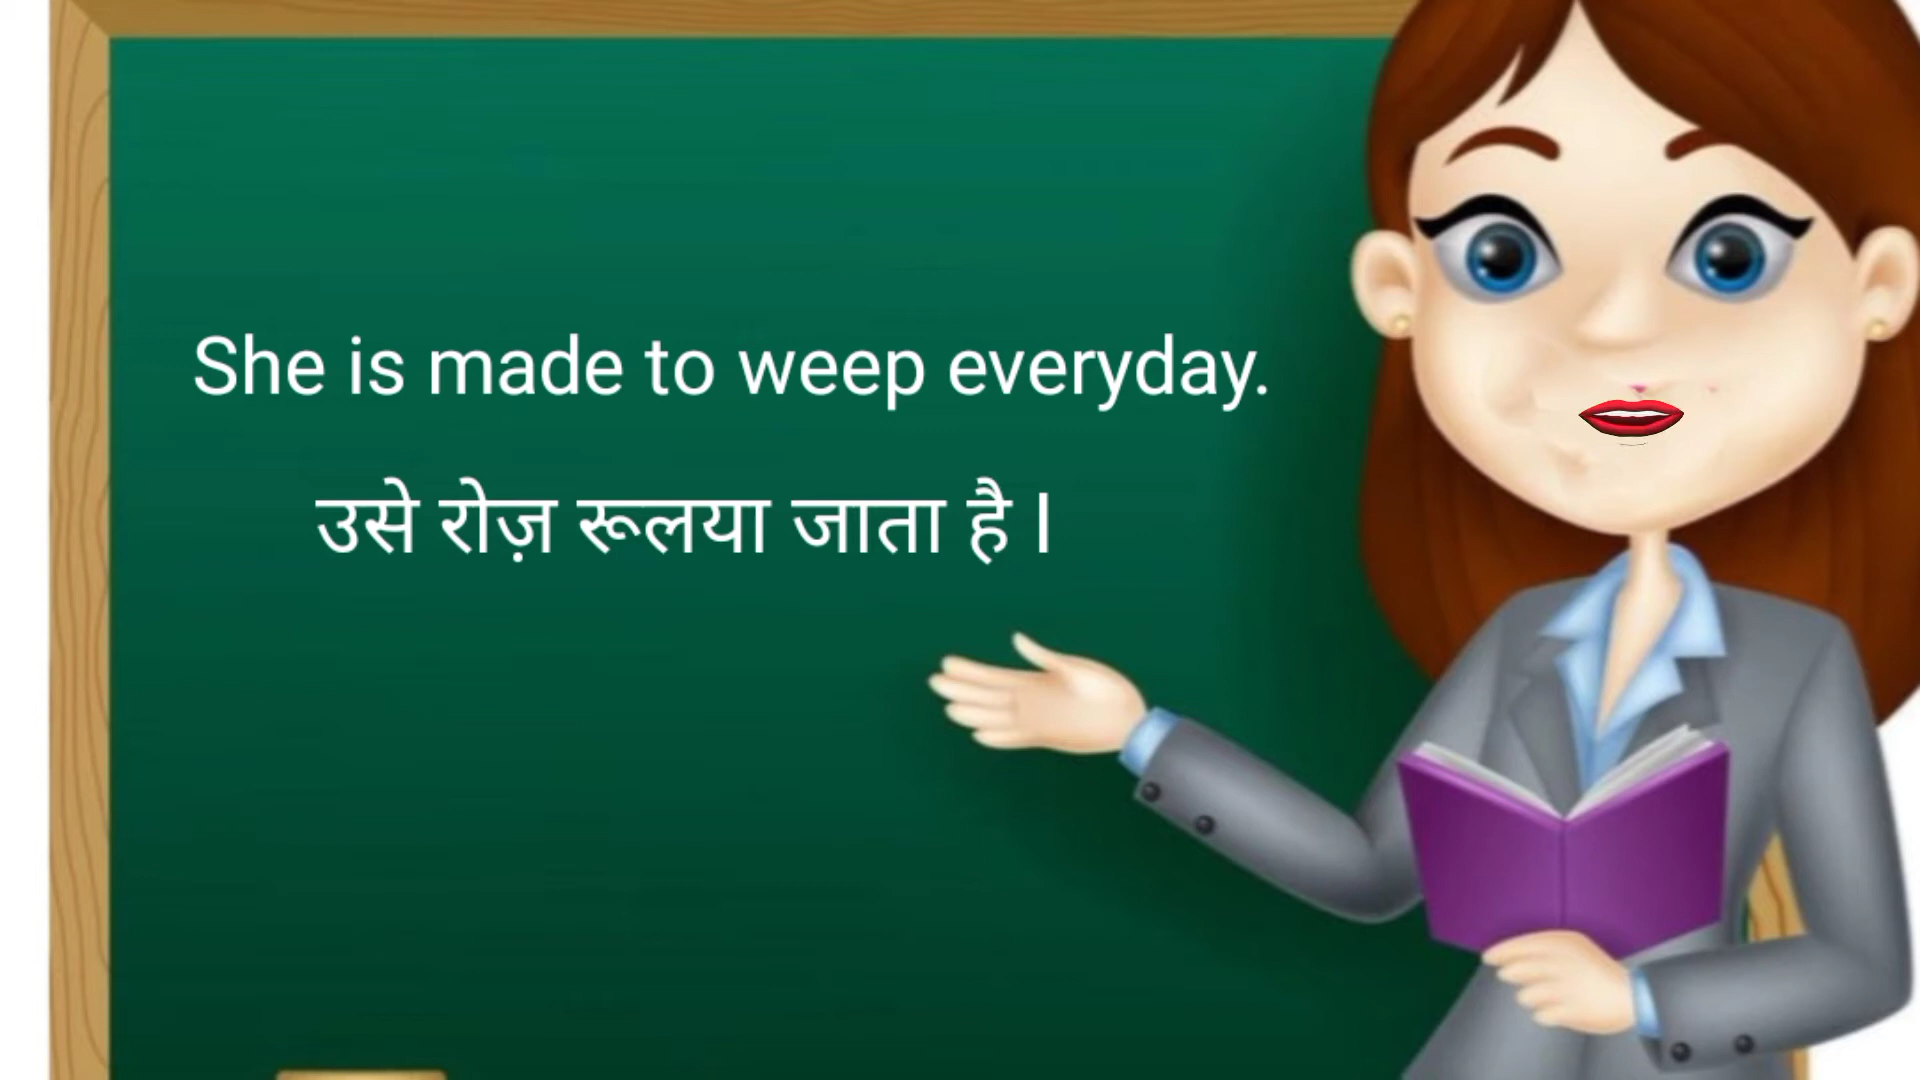 She is made to weep everyday.
उसे रोज़ रूलया जाता है l